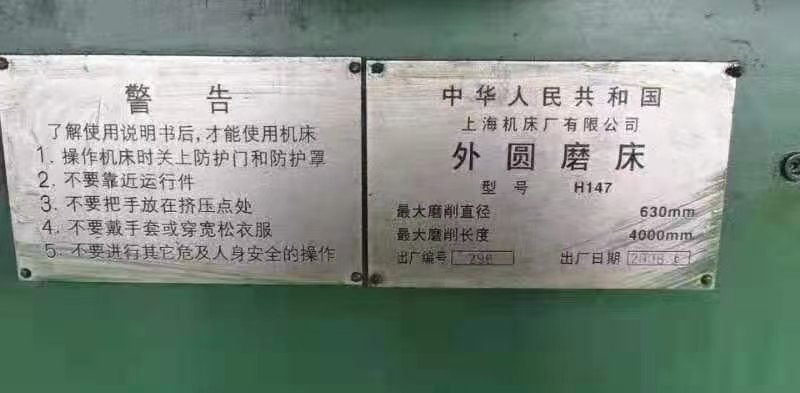 警 告
了解使用说明书后,才能使用机床
1. 操作机床时关上防护门和防护罩
2. 不要靠近运行件
3. 不要把手放在挤压点处
4. 不要戴手套或穿宽松衣服
5. 不要进行其它危及人身安全的操作
中华人民共和国
上海机床厂有限公司
外圆磨床
型号 H147
最大磨削直径 630mm
最大磨削长度 4000mm
出厂编号 298 出厂日期